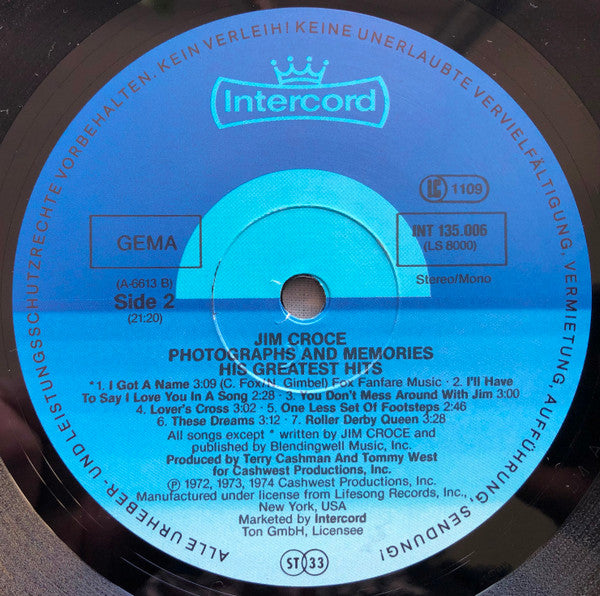 ALLE URHEBER- UND LEISTUNGSSCHUTZRECHTE VORBEHALTEN. KEIN VERLEIH! KEINE UNERLAUBTE VERVIELFÄLTIGUNG, VERMIETUNG, AUFFÜHRUNG, SENDUNG!
Intercord
LC 1109
GEMA
INT 135.006
(LS 8000)
(A-6613 B)
Side 2
(21:20)
Stereo/Mono
JIM CROCE
PHOTOGRAPHS AND MEMORIES
HIS GREATEST HITS
*1. I Got A Name 3:09 (C. Fox/N. Gimbel) Fox Fanfare Music · 2. I'll Have
To Say I Love You In A Song 2:28 · 3. You Don't Mess Around With Jim 3:00
4. Lover's Cross 3:02 · 5. One Less Set Of Footsteps 2:46
6. These Dreams 3:12 · 7. Roller Derby Queen 3:28
All songs except * written by JIM CROCE and
published by Blendingwell Music, Inc.
Produced by Terry Cashman and Tommy West
for Cashwest Productions, Inc.
℗ 1972, 1973, 1974 Cashwest Productions, Inc.
Manufactured under license from Lifesong Records, Inc.,
New York, USA
Marketed by Intercord
Ton GmbH, Licensee
ST 33